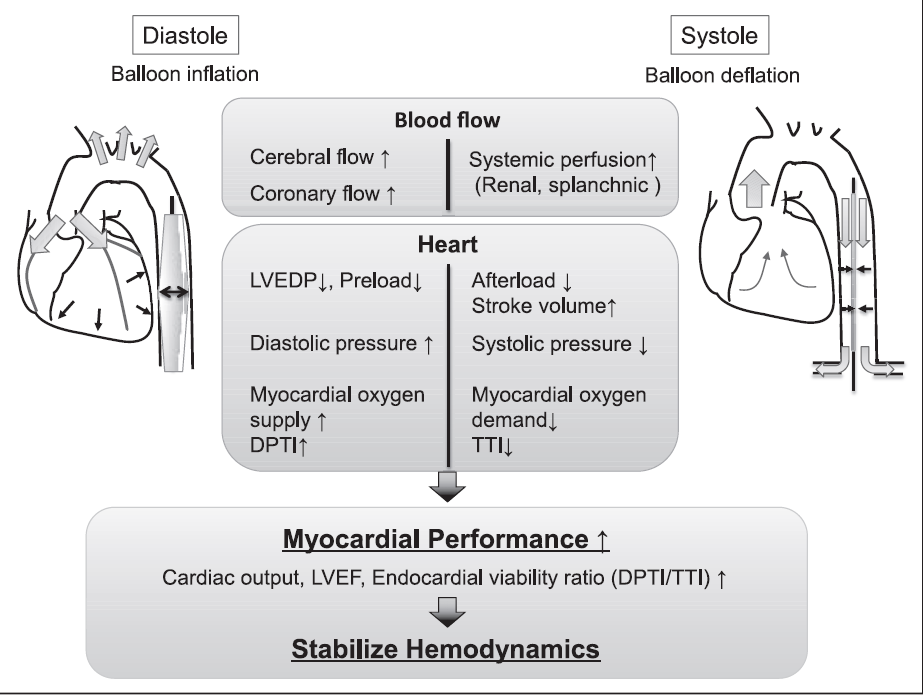 Diastole
Balloon inflation
Systole
Balloon deflation
Blood flow
Cerebral flow ↑
Coronary flow ↑
Systemic perfusion↑
(Renal, splanchnic )
Heart
LVEDP↓, Preload↓
Diastolic pressure ↑
Myocardial oxygen
supply ↑
DPTI↑
Afterload ↓
Stroke volume↑
Systolic pressure ↓
Myocardial oxygen
demand↓
TTI↓
Myocardial Performance ↑
Cardiac output, LVEF, Endocardial viability ratio (DPTI/TTI) ↑
Stabilize Hemodynamics